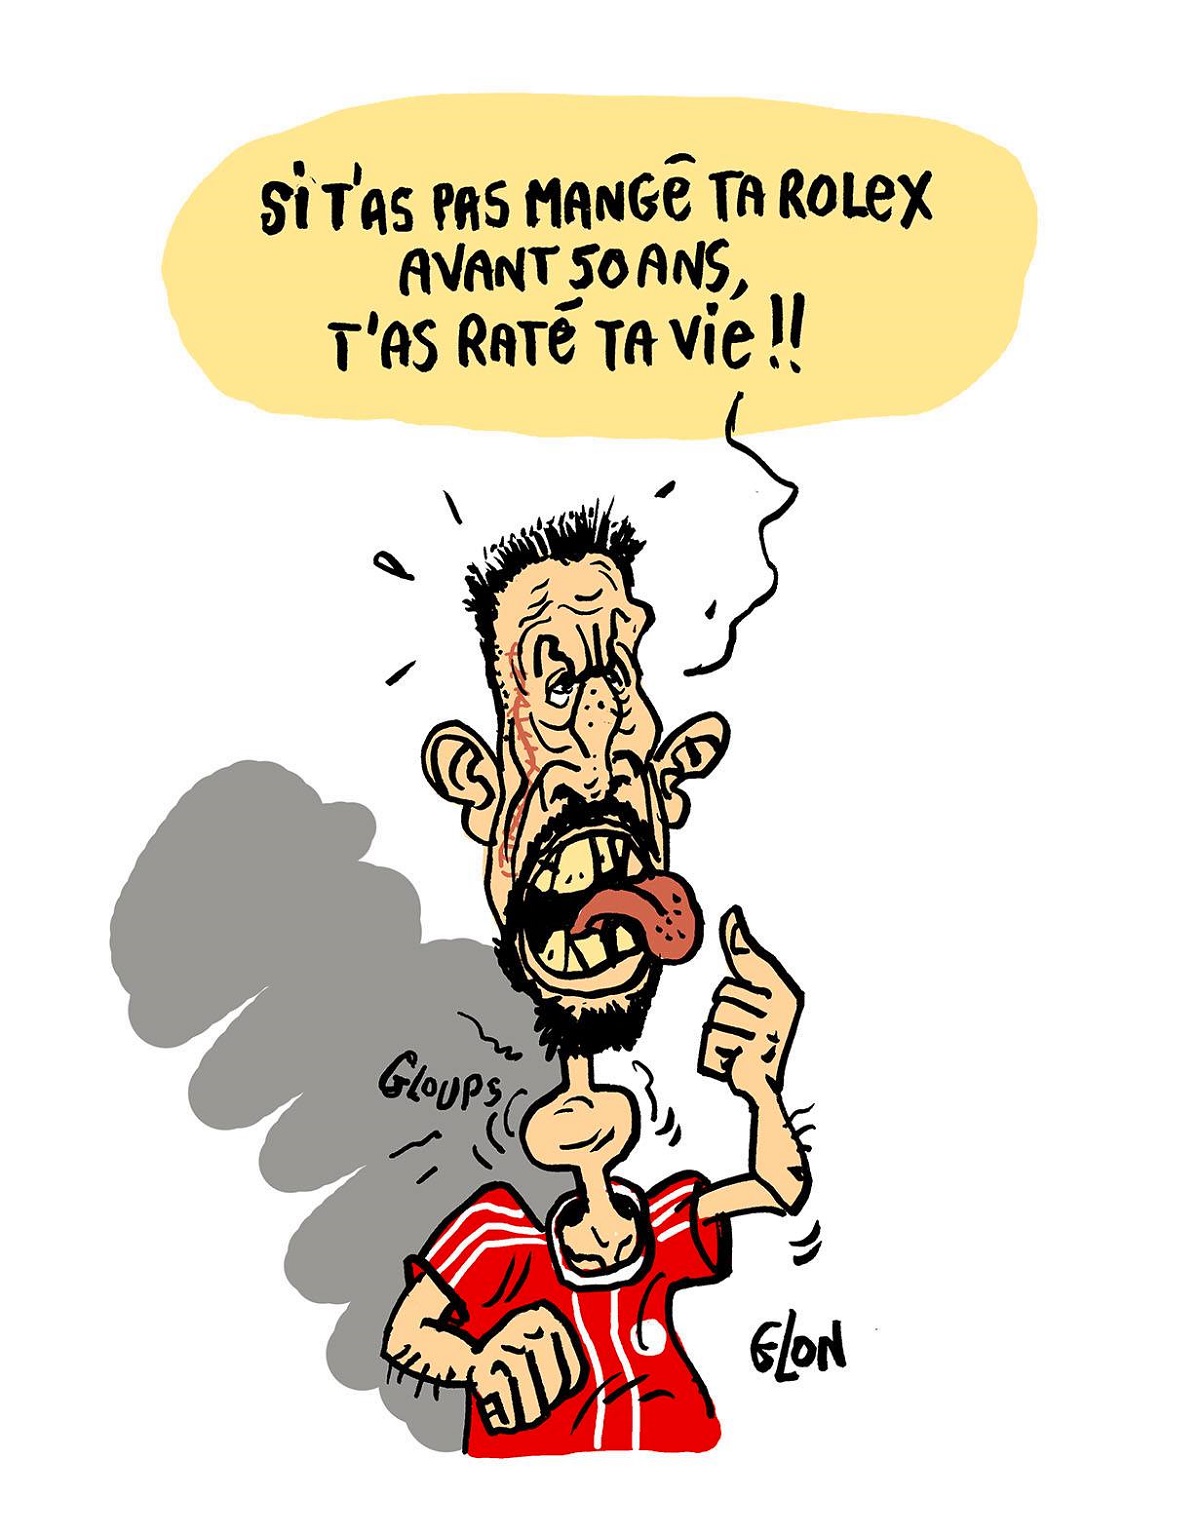 Si T'AS PAS MANGÉ TA ROLEX
AVANT 50 ANS,
T'AS RATÉ TA ViE !!
GLOUPS
GLON